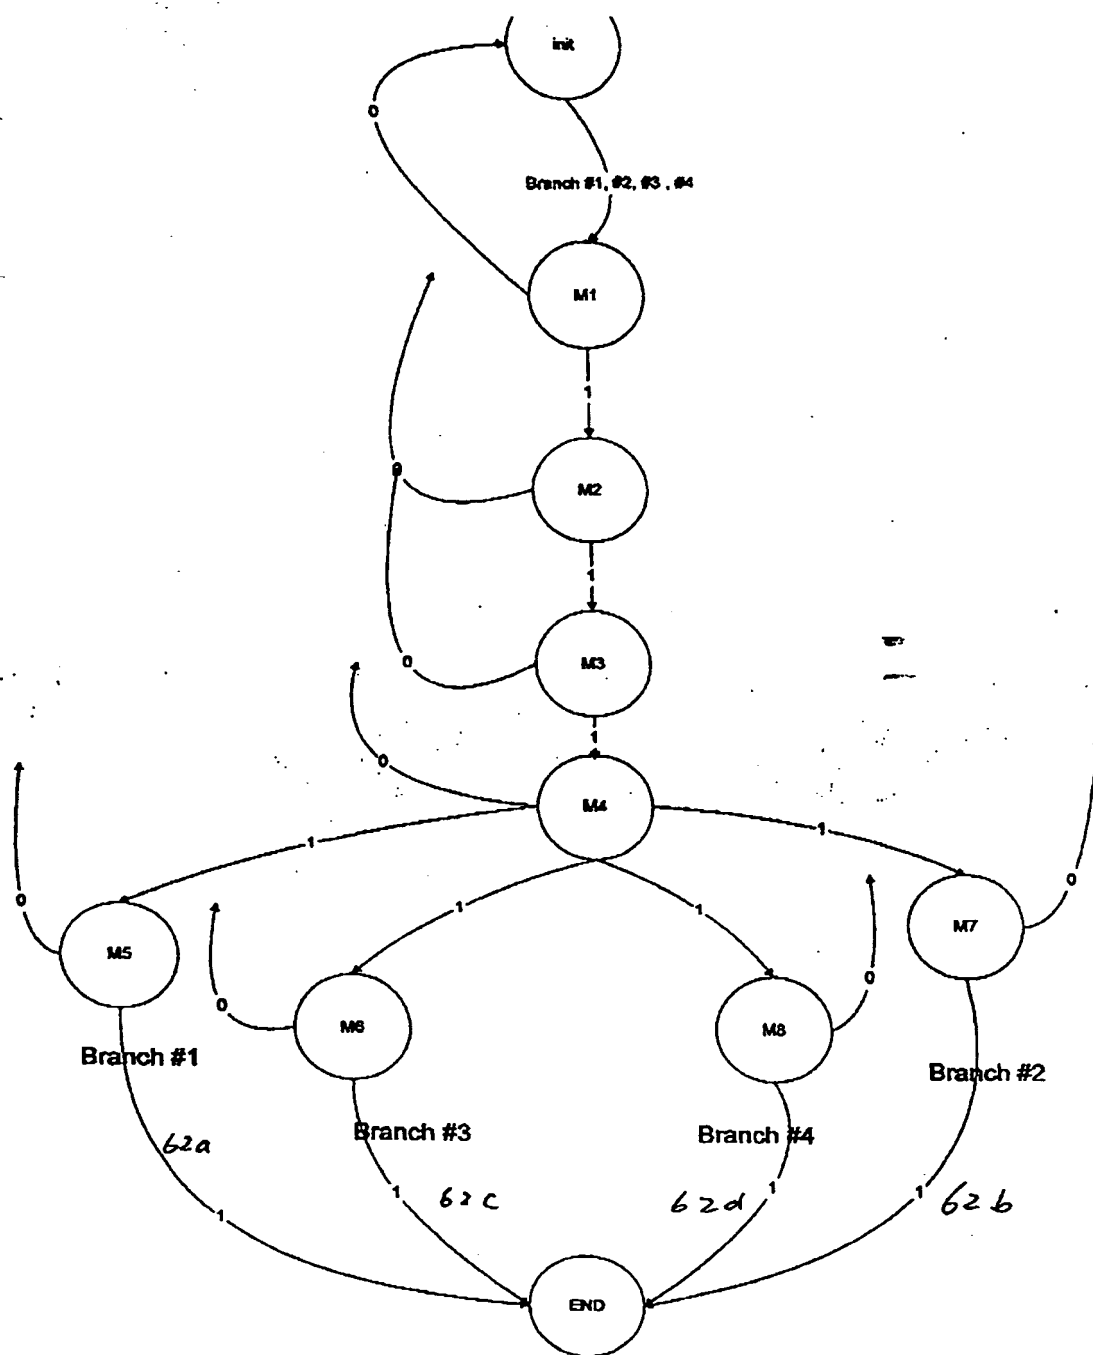 init
0
Branch #1, #2, #3 , #4
M1
1
0
M2
1
0
M3
1
0
M4
1
1
1
1
0
M5
0
M6
M8
0
M7
0
Branch #1
Branch #3
Branch #4
Branch #2
62a
1
1
62c
62d
1
1
62b
END